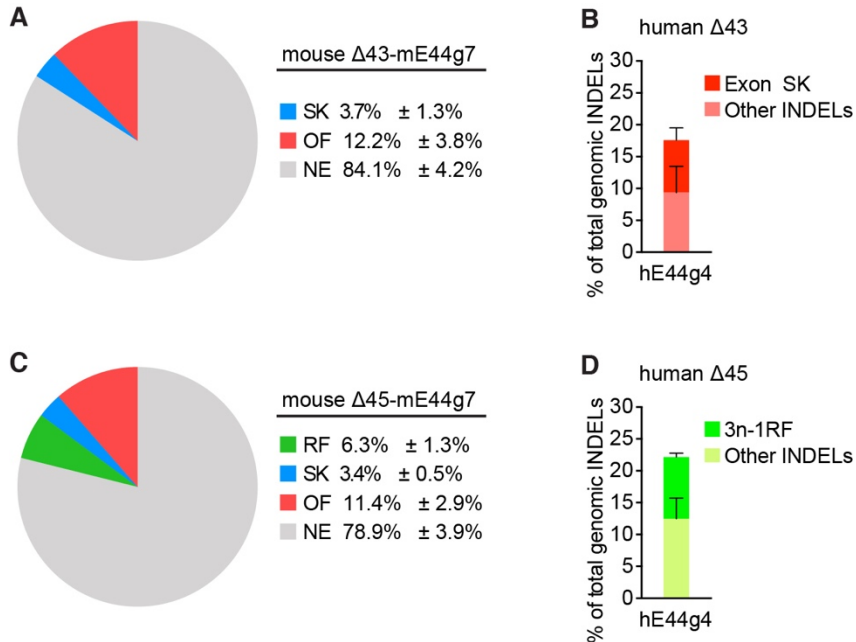 A
mouse Δ43-mE44g7
SK 3.7% ± 1.3%
OF 12.2% ± 3.8%
NE 84.1% ± 4.2%
B
human Δ43
% of total genomic INDELs
30
25
20
15
10
5
0
Exon SK
Other INDELs
hE44g4
C
mouse Δ45-mE44g7
RF 6.3% ± 1.3%
SK 3.4% ± 0.5%
OF 11.4% ± 2.9%
NE 78.9% ± 3.9%
D
human Δ45
% of total genomic INDELs
30
25
20
15
10
5
0
3n-1RF
Other INDELs
hE44g4